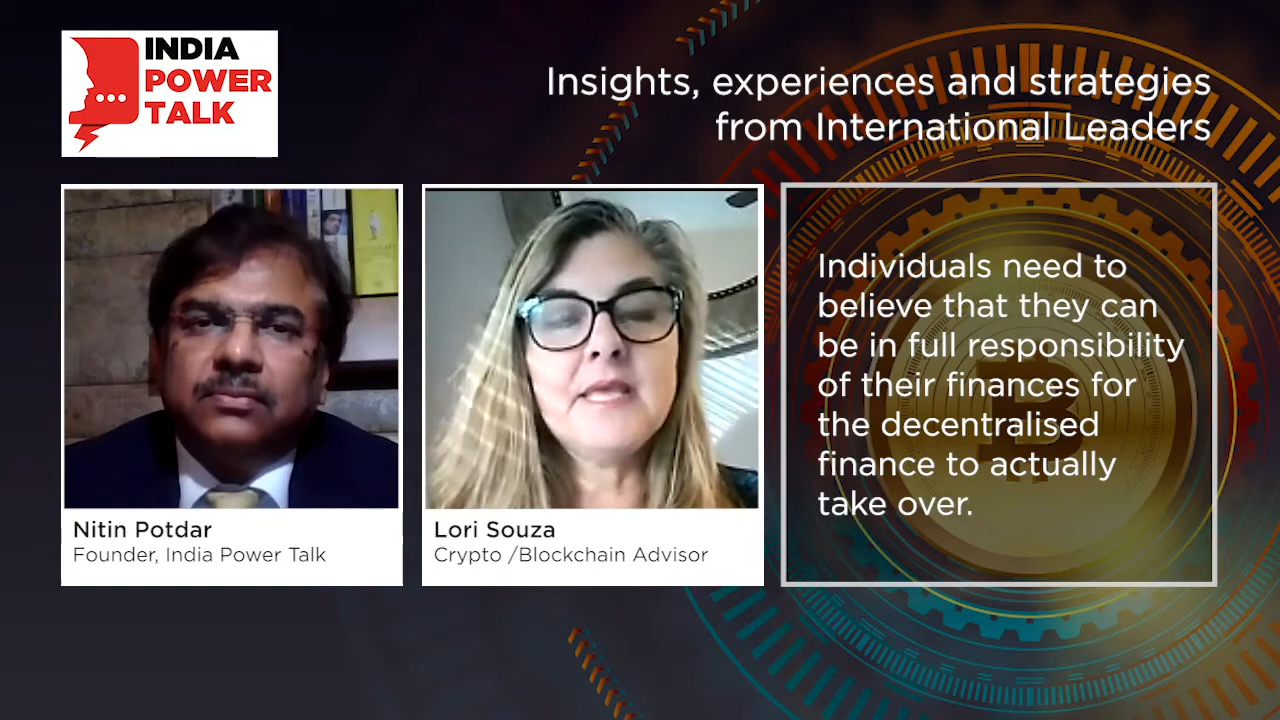 INDIA
POWER
TALK
Insights, experiences and strategies
from International Leaders
Nitin Potdar
Founder, India Power Talk
Lori Souza
Crypto /Blockchain Advisor
Individuals need to
believe that they can
be in full responsibility
of their finances for
the decentralised
finance to actually
take over.